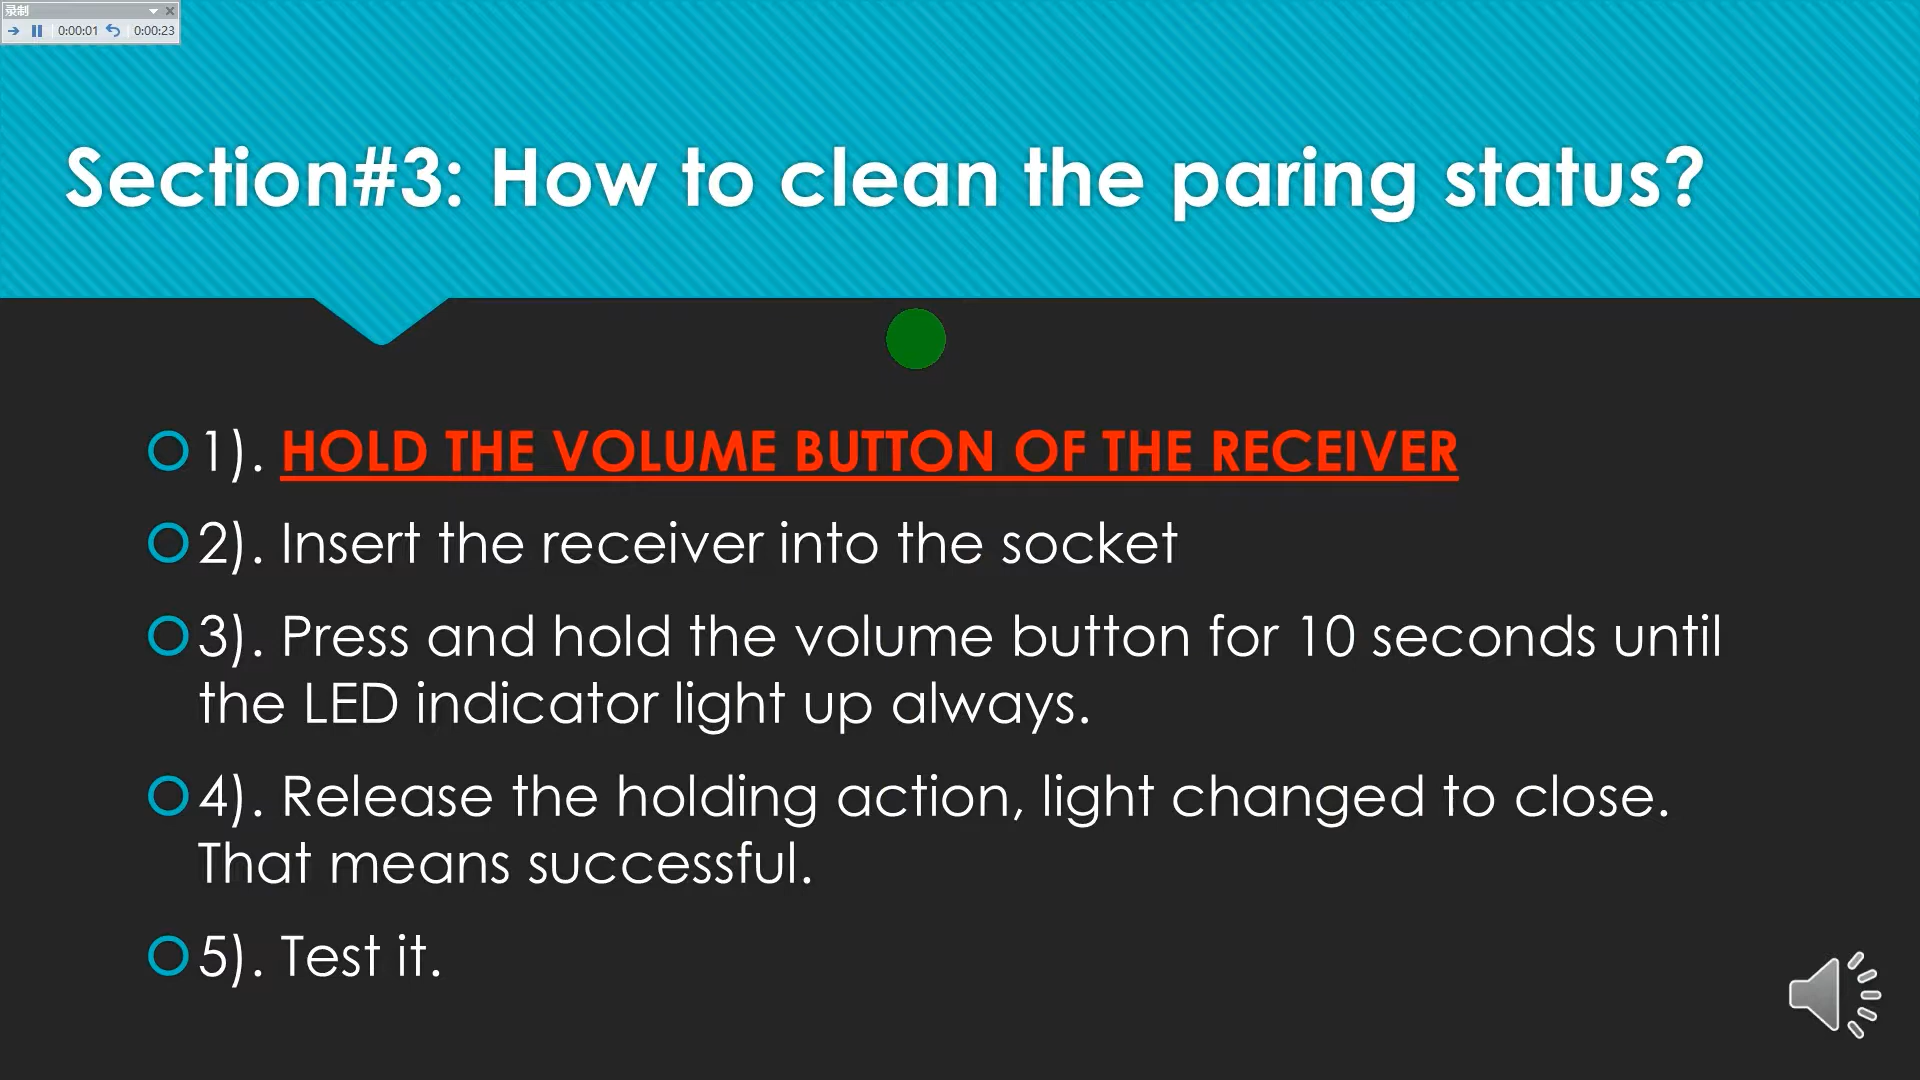 录制
0:00:01 0:00:23
Section#3: How to clean the paring status?
1). HOLD THE VOLUME BUTTON OF THE RECEIVER
2). Insert the receiver into the socket
3). Press and hold the volume button for 10 seconds until
the LED indicator light up always.
4). Release the holding action, light changed to close.
That means successful.
5). Test it.